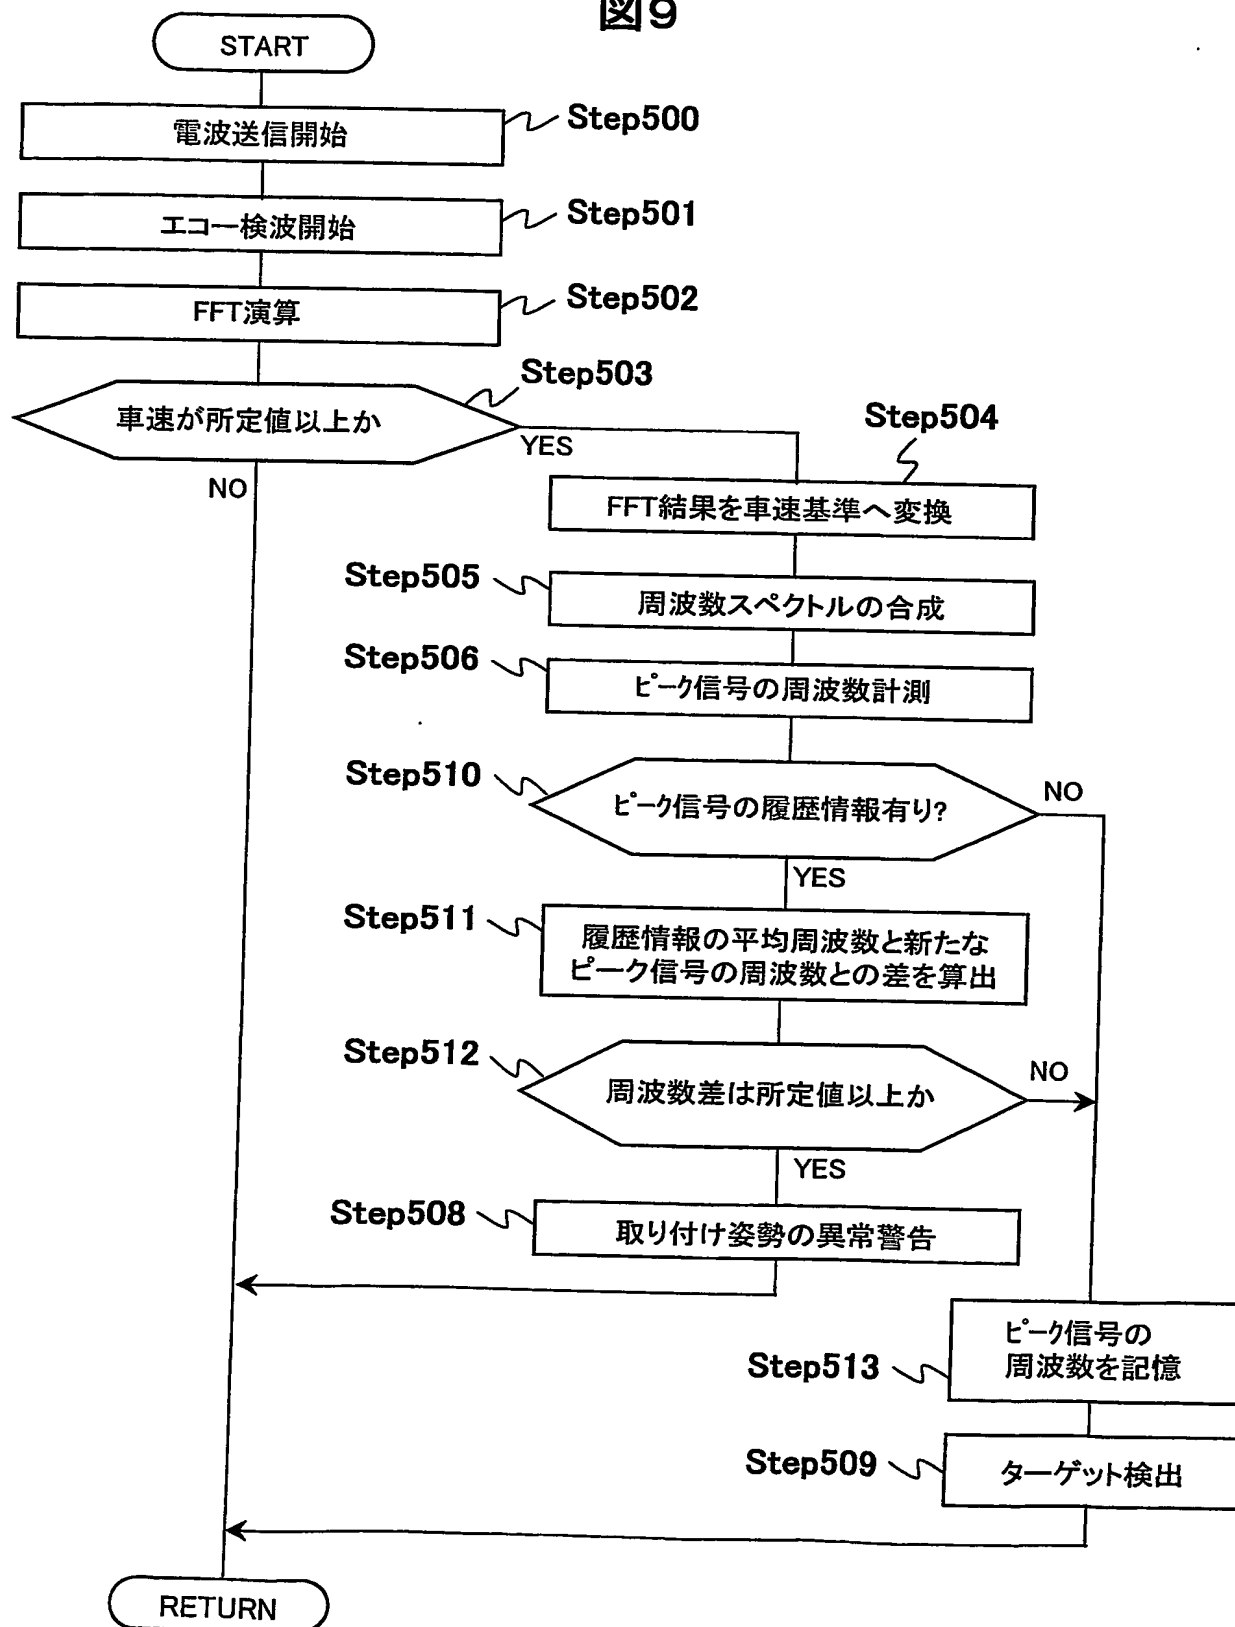 図9
START
電波送信開始
Step500
エコー検波開始
Step501
FFT演算
Step502
車速が所定値以上か
Step503
YES
NO
Step504
FFT結果を車速基準へ変換
Step505
周波数スペクトルの合成
Step506
ピーク信号の周波数計測
Step510
ピーク信号の履歴情報有り?
NO
YES
Step511
履歴情報の平均周波数と新たな
ピーク信号の周波数との差を算出
Step512
周波数差は所定値以上か
NO
YES
Step508
取り付け姿勢の異常警告
ピーク信号の
周波数を記憶
Step513
Step509
ターゲット検出
RETURN